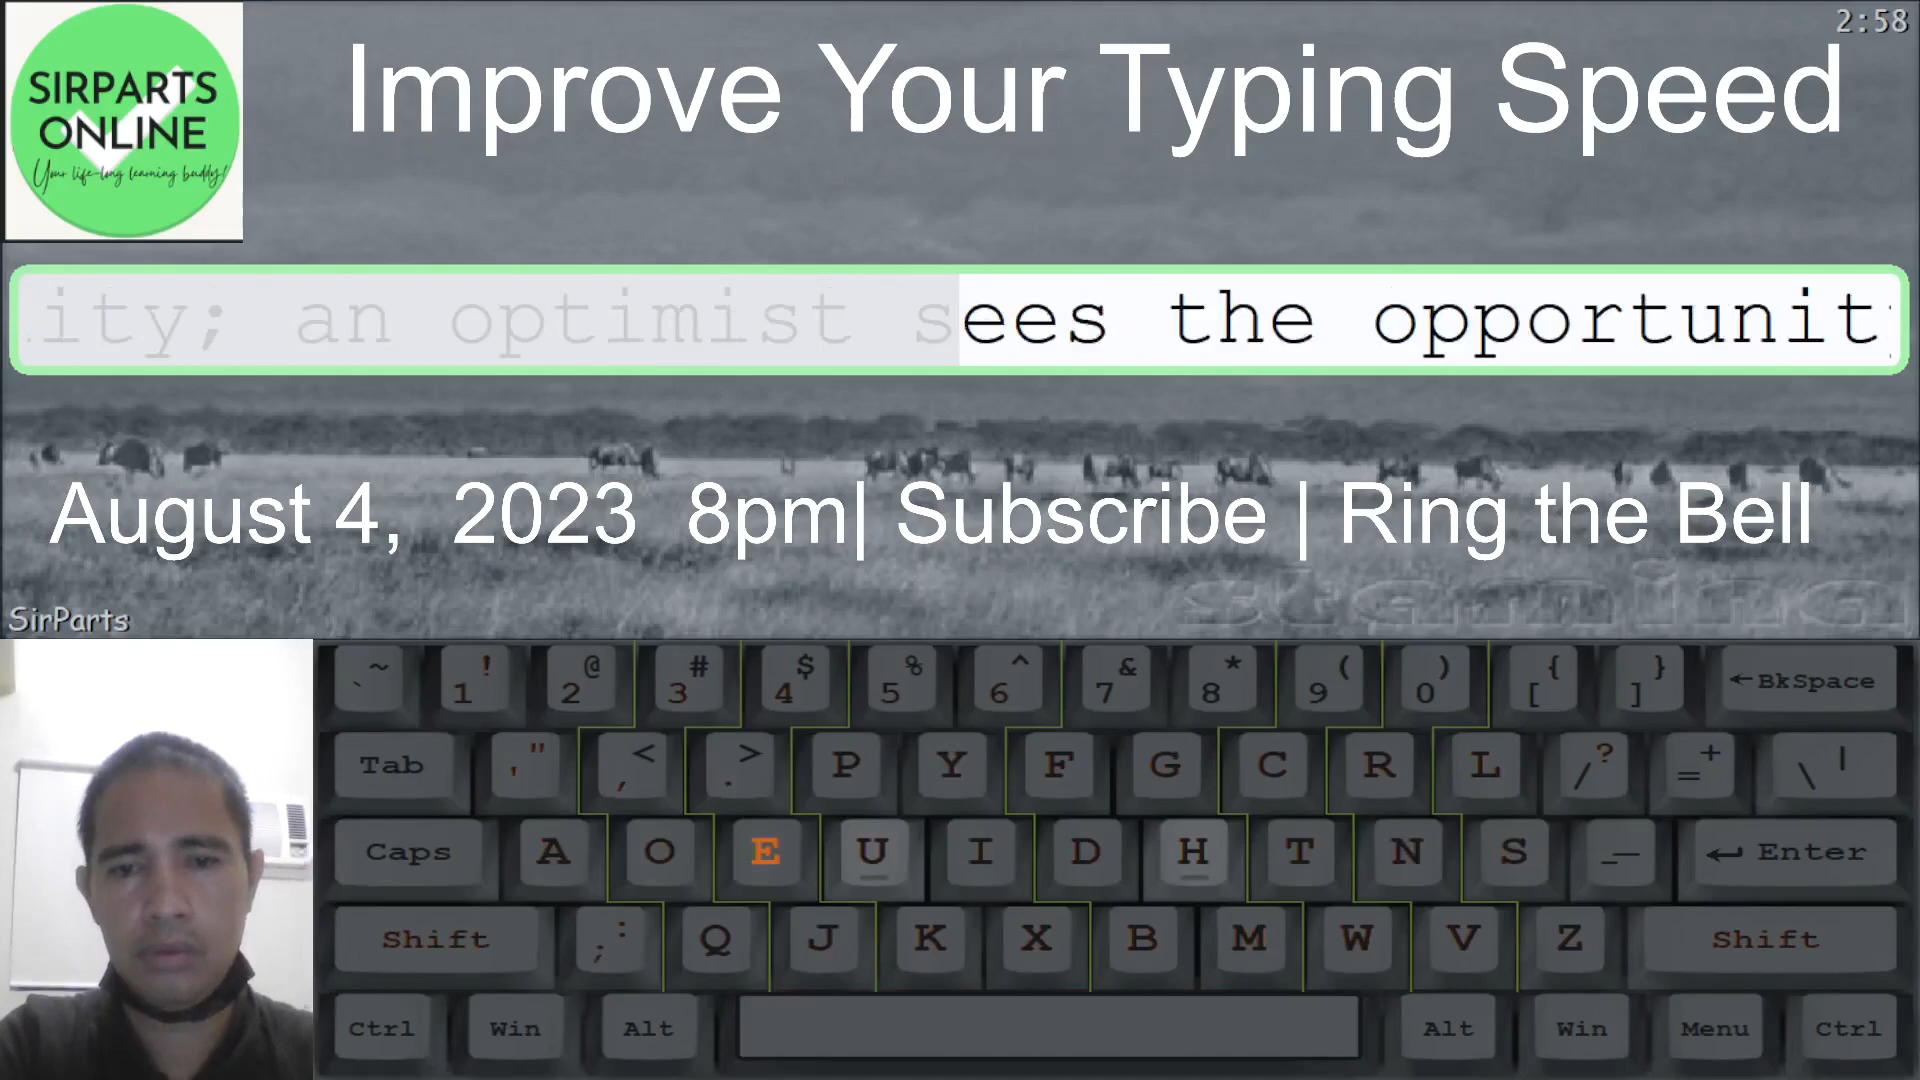 2:58
SIRPARTS
ONLINE
Your life-long learning buddy!
Improve Your Typing Speed
ity; an optimist sees the opportunit
August 4, 2023 8pm| Subscribe | Ring the Bell
stamina
SirParts
~ ! @ # $ % ^ & * ( ) { }
` 1 2 3 4 5 6 7 8 9 0 [ ] ←BkSpace
Tab ' " , < . > P Y F G C R L / ? = + \ |
Caps A O E U I D H T N S - _ Enter
Shift ; : Q J K X B M W V Z Shift
Ctrl Win Alt Alt Win Menu Ctrl